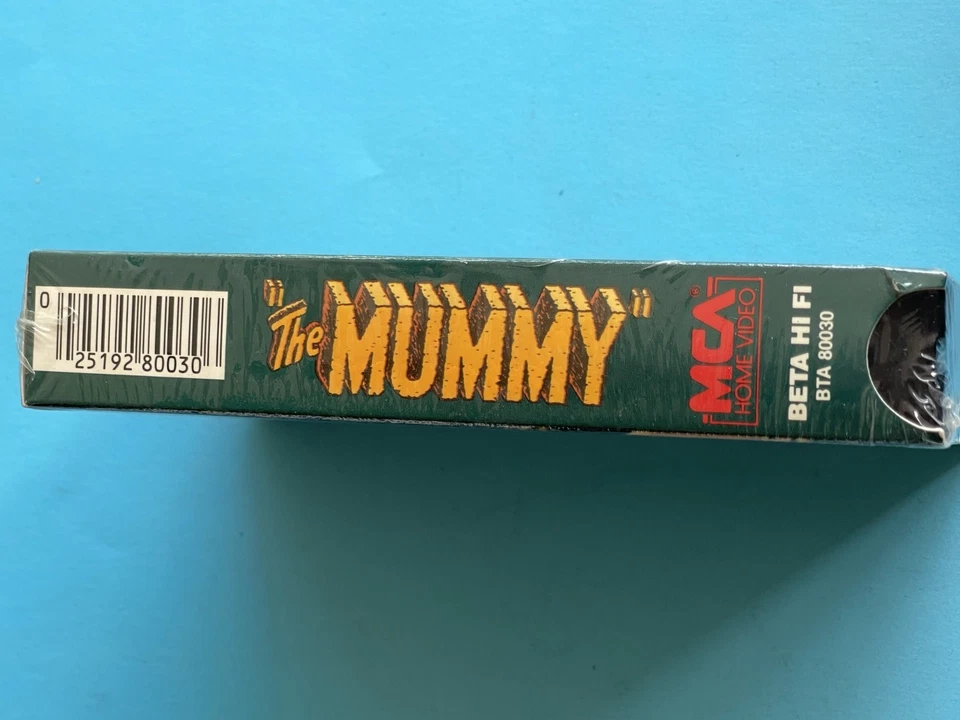 0 25192 80030
"The MUMMY"
MCA®
HOME VIDEO
BETA HI FI
BTA 80030